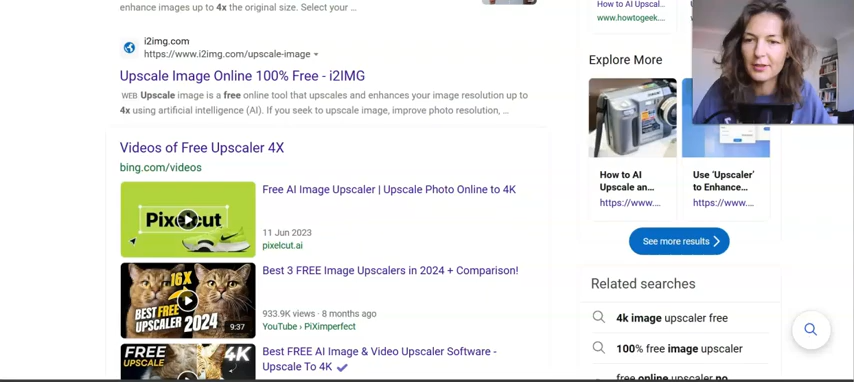 enhance images up to 4x the original size. Select your ...
i2img.com
https://www.i2img.com/upscale-image
Upscale Image Online 100% Free - i2IMG
WEB Upscale image is a free online tool that upscales and enhances your image resolution up to
4x using artificial intelligence (AI). If you seek to upscale image, improve photo resolution, ...
Videos of Free Upscaler 4X
bing.com/videos
Pixelcut
Free AI Image Upscaler | Upscale Photo Online to 4K
11 Jun 2023
pixelcut.ai
16X
BEST FREE
UPSCALER 2024
9:37
Best 3 FREE Image Upscalers in 2024 + Comparison!
933.9K views · 8 months ago
YouTube › PiXimperfect
FREE
UPSCALE
4K
Best FREE AI Image & Video Upscaler Software -
Upscale To 4K
How to AI Upscal...
www.howtogeek....
Explore More
How to AI
Upscale an...
https://www....
Use ‘Upscaler’
to Enhance...
https://www....
See more results
Related searches
4k image upscaler free
100% free image upscaler
free online upscaler no